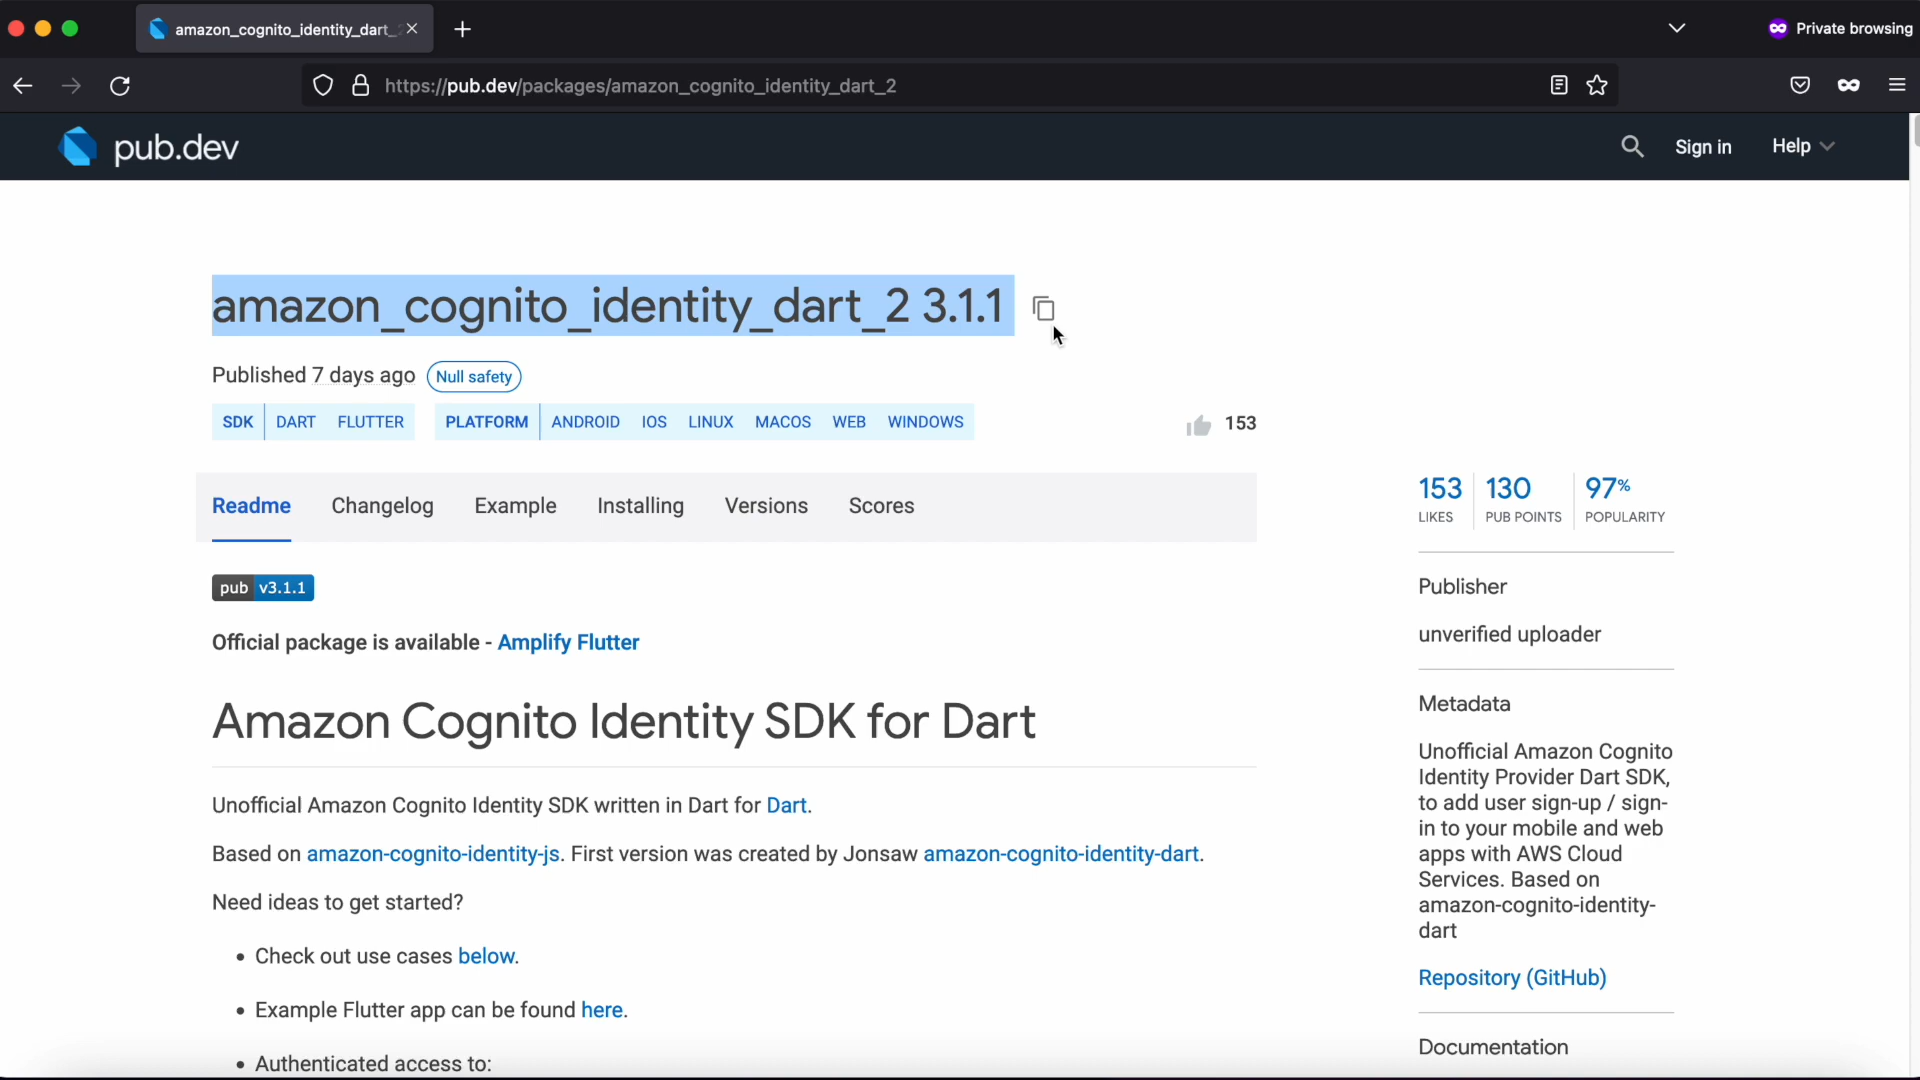 amazon_cognito_identity_dart_
Private browsing
https://pub.dev/packages/amazon_cognito_identity_dart_2
pub.dev
Sign in
Help
amazon_cognito_identity_dart_2 3.1.1
Published 7 days ago Null safety
SDK DART FLUTTER PLATFORM ANDROID IOS LINUX MACOS WEB WINDOWS
153
Readme Changelog Example Installing Versions Scores
153 130 97%
LIKES PUB POINTS POPULARITY
pub v3.1.1
Official package is available - Amplify Flutter
Amazon Cognito Identity SDK for Dart
Unofficial Amazon Cognito Identity SDK written in Dart for Dart.
Based on amazon-cognito-identity-js. First version was created by Jonsaw amazon-cognito-identity-dart.
Need ideas to get started?
• Check out use cases below.
• Example Flutter app can be found here.
• Authenticated access to:
Publisher
unverified uploader
Metadata
Unofficial Amazon Cognito
Identity Provider Dart SDK,
to add user sign-up / sign-
in to your mobile and web
apps with AWS Cloud
Services. Based on
amazon-cognito-identity-
dart
Repository (GitHub)
Documentation